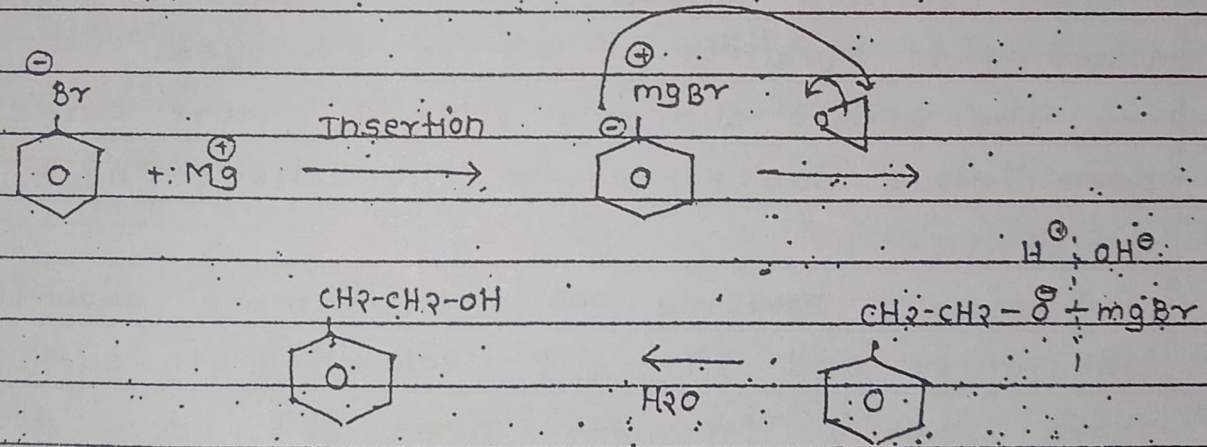 ⊖ ⊕
Br mgBr O
+: Mg⊕ Insertion ⊖
H⊕ OH⊖
CH2-CH2-OH CH2-CH2-O⊖ + mgBr
H2O